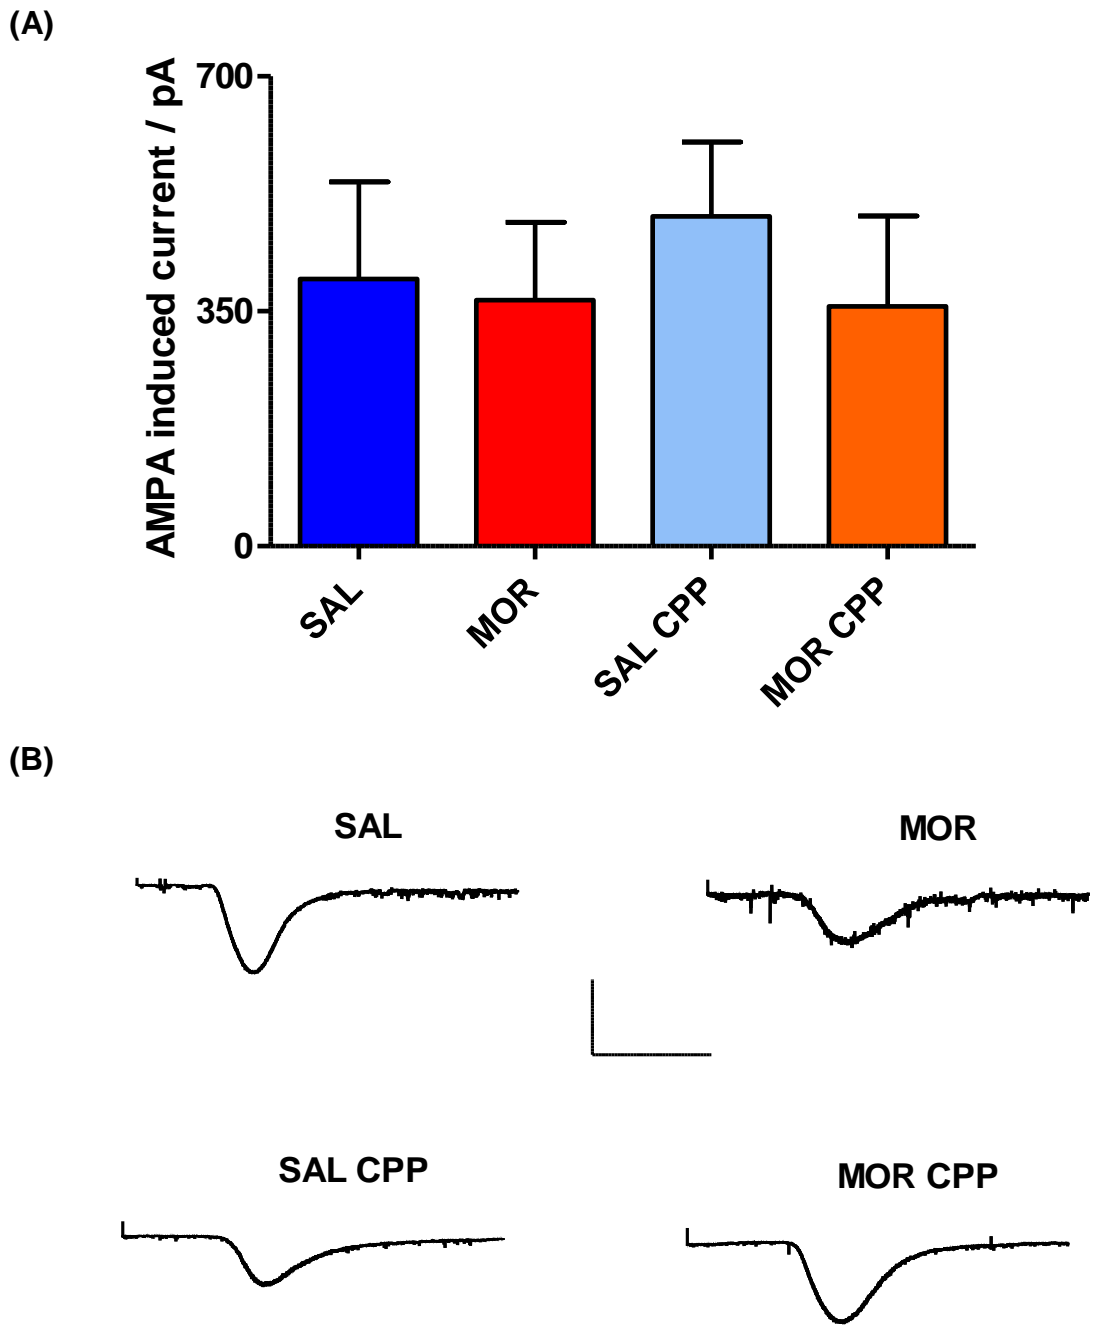 (A)
AMPA induced current / pA
700
350
0
SAL
MOR
SAL CPP
MOR CPP
(B)
SAL
MOR
SAL CPP
MOR CPP